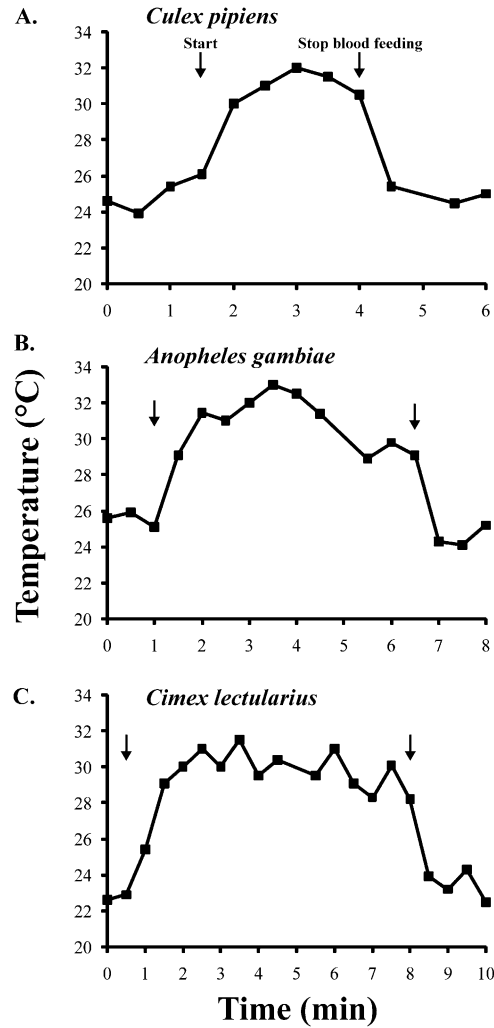 A.
Culex pipiens
Start
Stop blood feeding
34
32
30
28
26
24
22
20
0 1 2 3 4 5 6
B.
Anopheles gambiae
34
32
30
28
26
24
22
20
0 1 2 3 4 5 6 7 8
Temperature (°C)
C.
Cimex lectularius
34
32
30
28
26
24
22
20
0 1 2 3 4 5 6 7 8 9 10
Time (min)